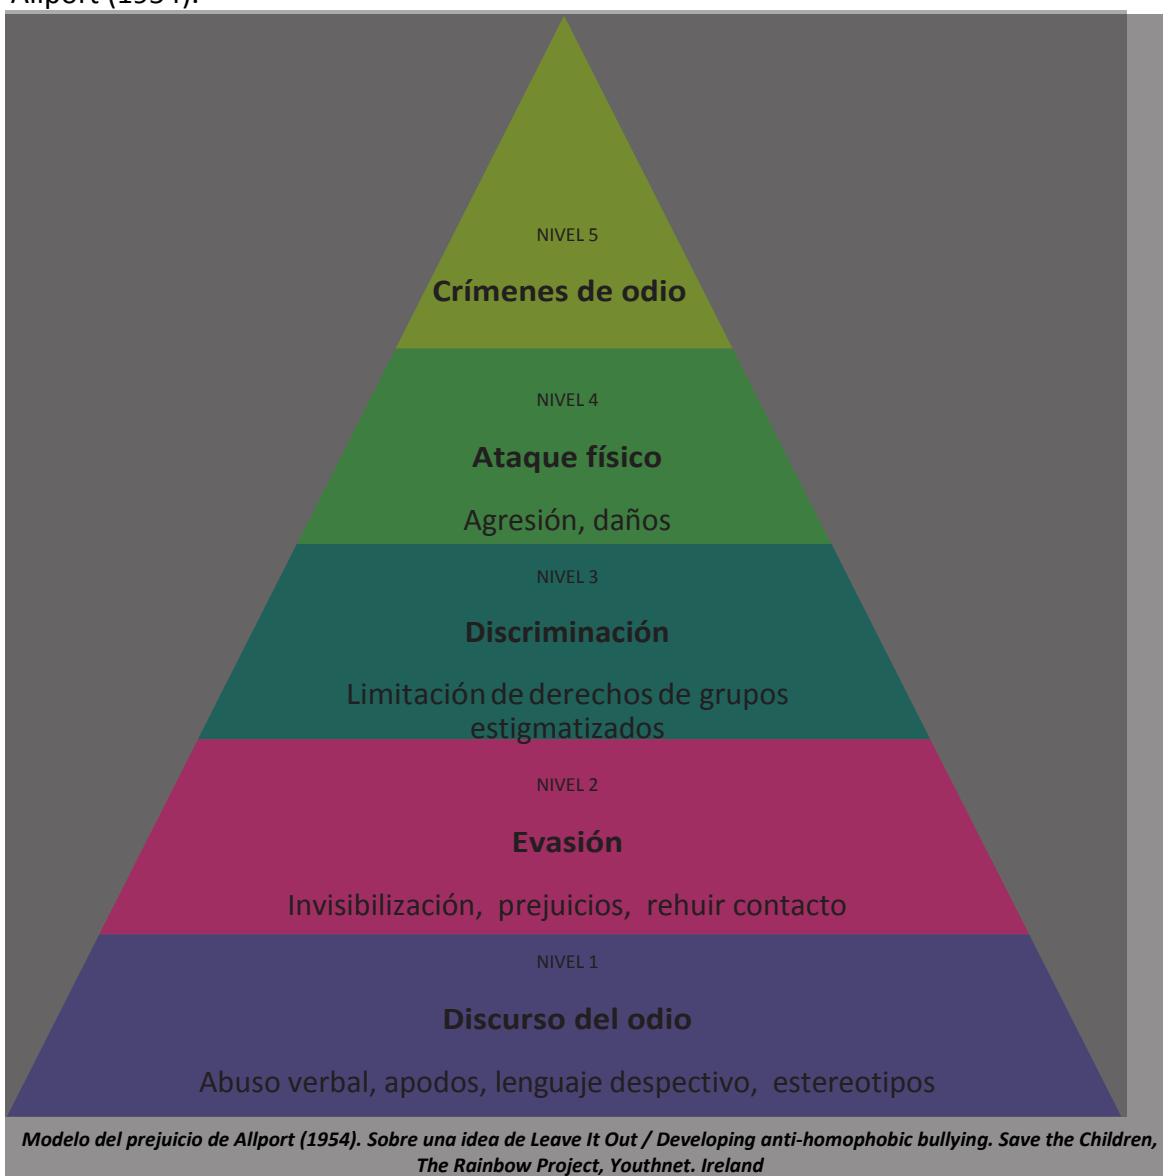 Allport (1954).
NIVEL 5
Crímenes de odio
NIVEL 4
Ataque físico
Agresión, daños
NIVEL 3
Discriminación
Limitación de derechos de grupos
estigmatizados
NIVEL 2
Evasión
Invisibilización, prejuicios, rehuir contacto
NIVEL 1
Discurso del odio
Abuso verbal, apodos, lenguaje despectivo, estereotipos
Modelo del prejuicio de Allport (1954). Sobre una idea de Leave It Out / Developing anti-homophobic bullying. Save the Children,
The Rainbow Project, Youthnet. Ireland